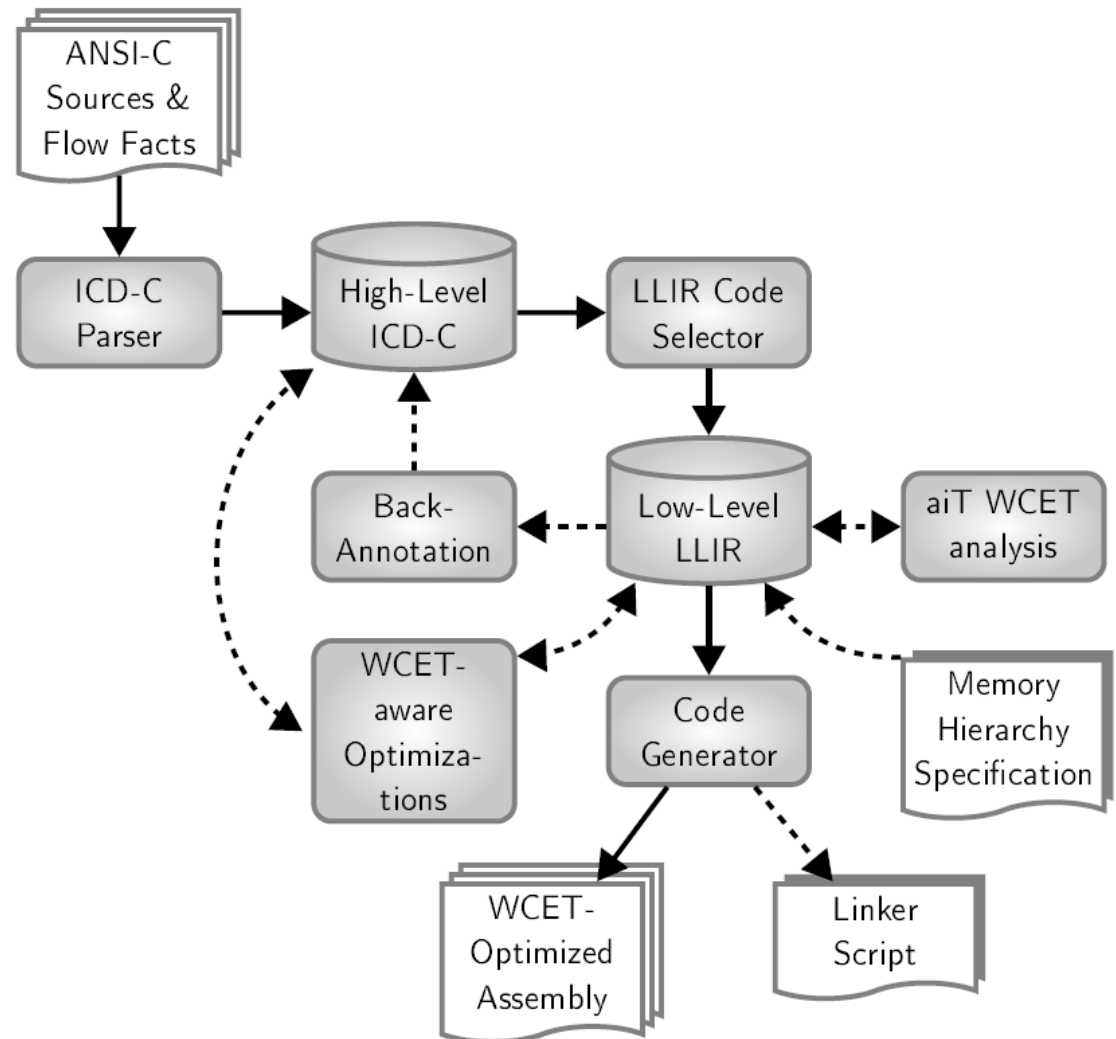 ANSI-C
Sources &
Flow Facts
ICD-C
Parser
High-Level
ICD-C
LLIR Code
Selector
Back-
Annotation
Low-Level
LLIR
aiT WCET
analysis
WCET-
aware
Optimiza-
tions
Code
Generator
Memory
Hierarchy
Specification
WCET-
Optimized
Assembly
Linker
Script